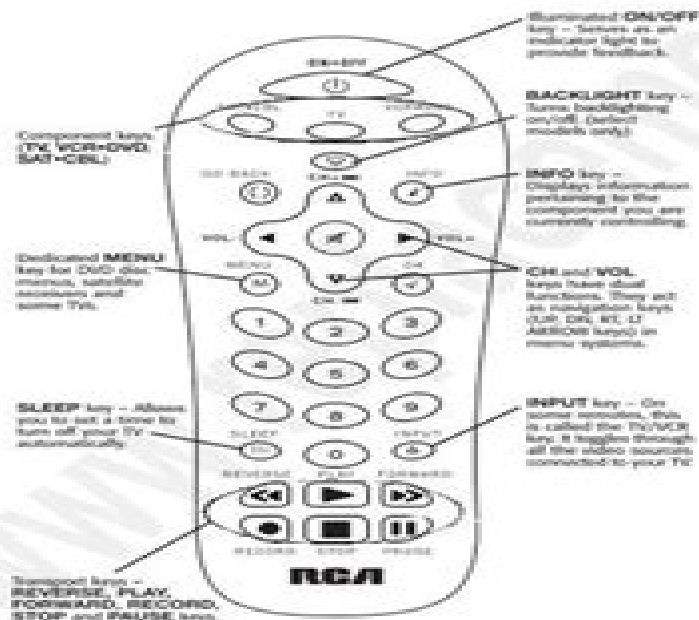 Illuminated ON/OFF
key – Serves as an
indicator light to
provide feedback.
BACKLIGHT key –
Turns backlighting
on/off. (select
models only)
Component keys
(TV, VCR•DVD,
SAT•CBL)
ON•OFF
TV
GO BACK
CH+
INFO
INFO key –
Displays information
pertaining to the
component you are
currently controlling.
VOL-
VOL+
Dedicated MENU
key for DVD disc
menus, satellite
receivers and
some TVs.
MENU
M
CH -
OK
CH and VOL
keys have dual
functions. They act
as navigation keys
(UP, DN, RT, LT
ARROW keys) in
menu systems.
1
2
3
4
5
6
7
8
9
0
SLEEP key – Allows
you to set a time to
turn off your TV
automatically.
SLEEP
INPUT
INPUT key – On
some remotes, this
is called the TV/VCR
key. It toggles through
all the video sources
connected to your TV
REVERSE PLAY FORWARD
RECORD STOP PAUSE
RCA
Transport keys –
REVERSE, PLAY,
FORWARD, RECORD,
STOP and PAUSE keys.